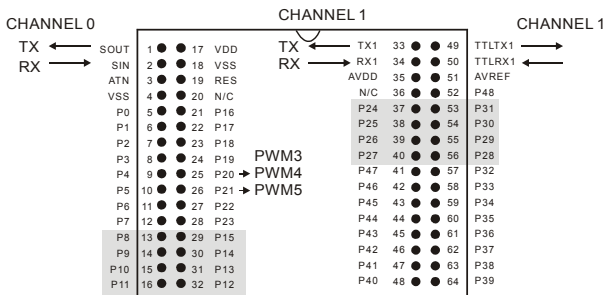 CHANNEL 0 CHANNEL 1 CHANNEL 1
TX SOUT 1 17 VDD TX TX1 33 49 TTLTX1
RX SIN 2 18 VSS RX RX1 34 50 TTLRX1
ATN 3 19 RES AVDD 35 51 AVREF
VSS 4 20 N/C N/C 36 52 P48
P0 5 21 P16 P24 37 53 P31
P1 6 22 P17 P25 38 54 P30
P2 7 23 P18 P26 39 55 P29
P3 8 24 P19 PWM3 P27 40 56 P28
P4 9 25 P20 PWM4 P47 41 57 P32
P5 10 26 P21 PWM5 P46 42 58 P33
P6 11 27 P22 P45 43 59 P34
P7 12 28 P23 P44 44 60 P35
P8 13 29 P15 P43 45 61 P36
P9 14 30 P14 P42 46 62 P37
P10 15 31 P13 P41 47 63 P38
P11 16 32 P12 P40 48 64 P39